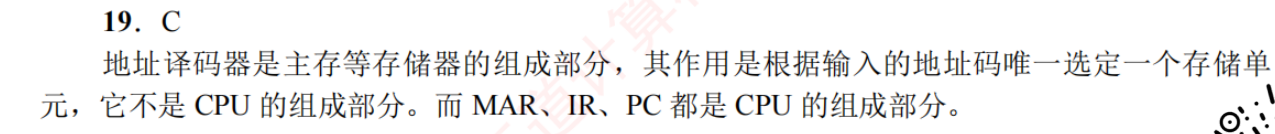 19．C
地址译码器是主存等存储器的组成部分，其作用是根据输入的地址码唯一选定一个存储单
元，它不是 CPU 的组成部分。而 MAR、IR、PC 都是 CPU 的组成部分。